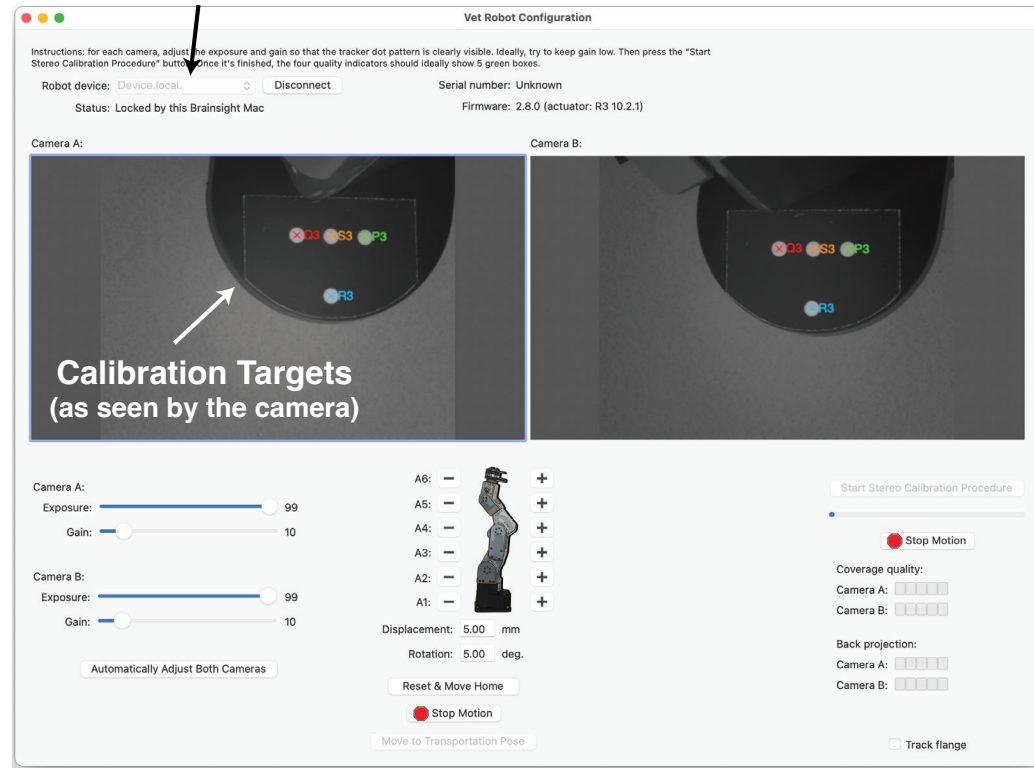 Vet Robot Configuration
Instructions: for each camera, adjust the exposure and gain so that the tracker dot pattern is clearly visible. Ideally, try to keep gain low. Then press the “Start
Stereo Calibration Procedure” button. Once it's finished, the four quality indicators should ideally show 5 green boxes.
Robot device: Device.local. Disconnect Serial number: Unknown
Status: Locked by this Brainsight Mac Firmware: 2.8.0 (actuator: R3 10.2.1)
Camera A: Camera B:
Q3 S3 P3
R3
Q3 S3 P3
R3
Calibration Targets
(as seen by the camera)
Camera A:
Exposure: 99
Gain: 10
Camera B:
Exposure: 99
Gain: 10
Automatically Adjust Both Cameras
A6: − +
A5: − +
A4: − +
A3: − +
A2: − +
A1: − +
Displacement: 5.00 mm
Rotation: 5.00 deg.
Reset & Move Home
Stop Motion
Move to Transportation Pose
Start Stereo Calibration Procedure
Stop Motion
Coverage quality:
Camera A:
Camera B:
Back projection:
Camera A:
Camera B:
Track flange